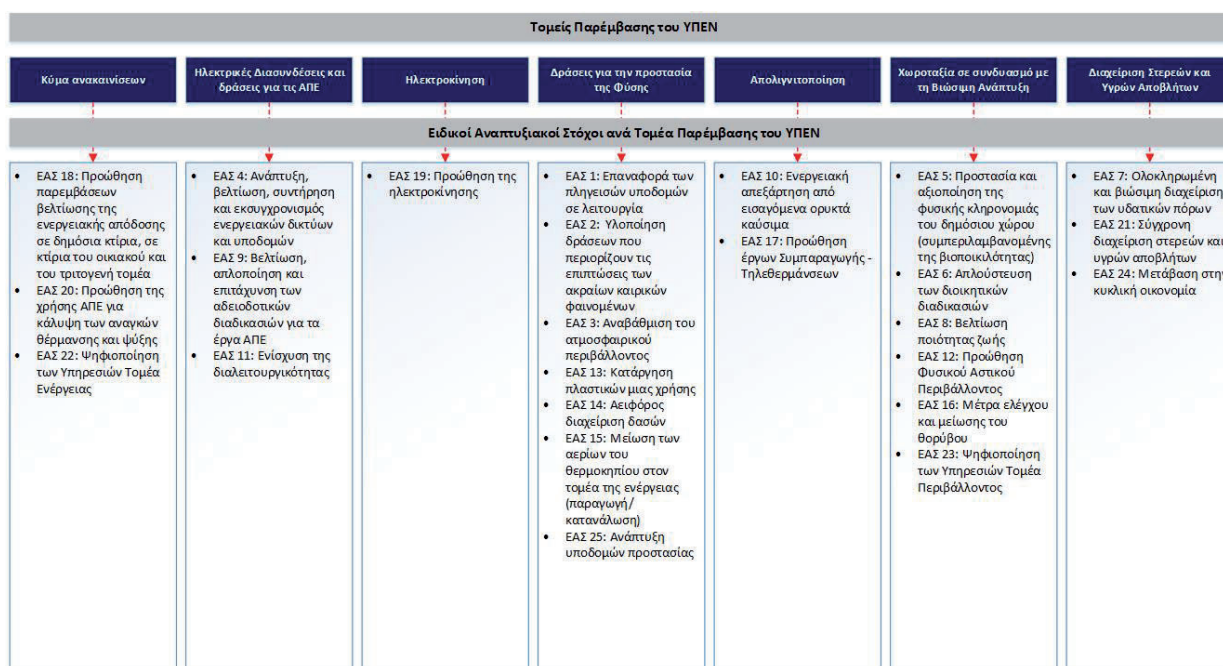 Τομείς Παρέμβασης του ΥΠΕΝ
Κύμα ανακαινίσεων
Ηλεκτρικές Διασυνδέσεις και
δράσεις για τις ΑΠΕ
Ηλεκτροκίνηση
Δράσεις για την προστασία
της Φύσης
Απολιγνιτοποίηση
Χωροταξία σε συνδυασμό με
τη Βιώσιμη Ανάπτυξη
Διαχείριση Στερεών και
Υγρών Αποβλήτων
Ειδικοί Αναπτυξιακοί Στόχοι ανά Τομέα Παρέμβασης του ΥΠΕΝ
• ΕΑΣ 18: Προώθηση
παρεμβάσεων
βελτίωσης της
ενεργειακής απόδοσης
σε δημόσια κτίρια, σε
κτίρια του οικιακού και
του τριτογενή τομέα
• ΕΑΣ 20: Προώθηση της
χρήσης ΑΠΕ για
κάλυψη των αναγκών
θέρμανσης και ψύξης
• ΕΑΣ 22: Ψηφιοποίηση
των Υπηρεσιών Τομέα
Ενέργειας
• ΕΑΣ 4: Ανάπτυξη,
βελτίωση, συντήρηση
και εκσυγχρονισμός
ενεργειακών δικτύων
και υποδομών
• ΕΑΣ 9: Βελτίωση,
απλοποίηση και
επιτάχυνση των
αδειοδοτικών
διαδικασιών για τα
έργα ΑΠΕ
• ΕΑΣ 11: Ενίσχυση της
διαλειτουργικότητας
• ΕΑΣ 19: Προώθηση της
ηλεκτροκίνησης
• ΕΑΣ 1: Επαναφορά των
πληγεισών υποδομών
σε λειτουργία
• ΕΑΣ 2: Υλοποίηση
δράσεων που
περιορίζουν τις
επιπτώσεις των
ακραίων καιρικών
φαινομένων
• ΕΑΣ 3: Αναβάθμιση του
ατμοσφαιρικού
περιβάλλοντος
• ΕΑΣ 13: Κατάργηση
πλαστικών μιας χρήσης
• ΕΑΣ 14: Αειφόρος
διαχείριση δασών
• ΕΑΣ 15: Μείωση των
αερίων του
θερμοκηπίου στον
τομέα της ενέργειας
(παραγωγή/
κατανάλωση)
• ΕΑΣ 25: Ανάπτυξη
υποδομών προστασίας
• ΕΑΣ 10: Ενεργειακή
απεξάρτηση από
εισαγόμενα ορυκτά
καύσιμα
• ΕΑΣ 17: Προώθηση
έργων Συμπαραγωγής -
Τηλεθερμάνσεων
• ΕΑΣ 5: Προστασία και
αξιοποίηση της
φυσικής κληρονομιάς
του δημόσιου χώρου
(συμπεριλαμβανομένης
της βιοποικιλότητας)
• ΕΑΣ 6: Απλούστευση
των διοικητικών
διαδικασιών
• ΕΑΣ 8: Βελτίωση
ποιότητας ζωής
• ΕΑΣ 12: Προώθηση
Φυσικού Αστικού
Περιβάλλοντος
• ΕΑΣ 16: Μέτρα ελέγχου
και μείωσης του
θορύβου
• ΕΑΣ 23: Ψηφιοποίηση
των Υπηρεσιών Τομέα
Περιβάλλοντος
• ΕΑΣ 7: Ολοκληρωμένη
και βιώσιμη διαχείριση
των υδατικών πόρων
• ΕΑΣ 21: Σύγχρονη
διαχείριση στερεών και
υγρών αποβλήτων
• ΕΑΣ 24: Μετάβαση στην
κυκλική οικονομία